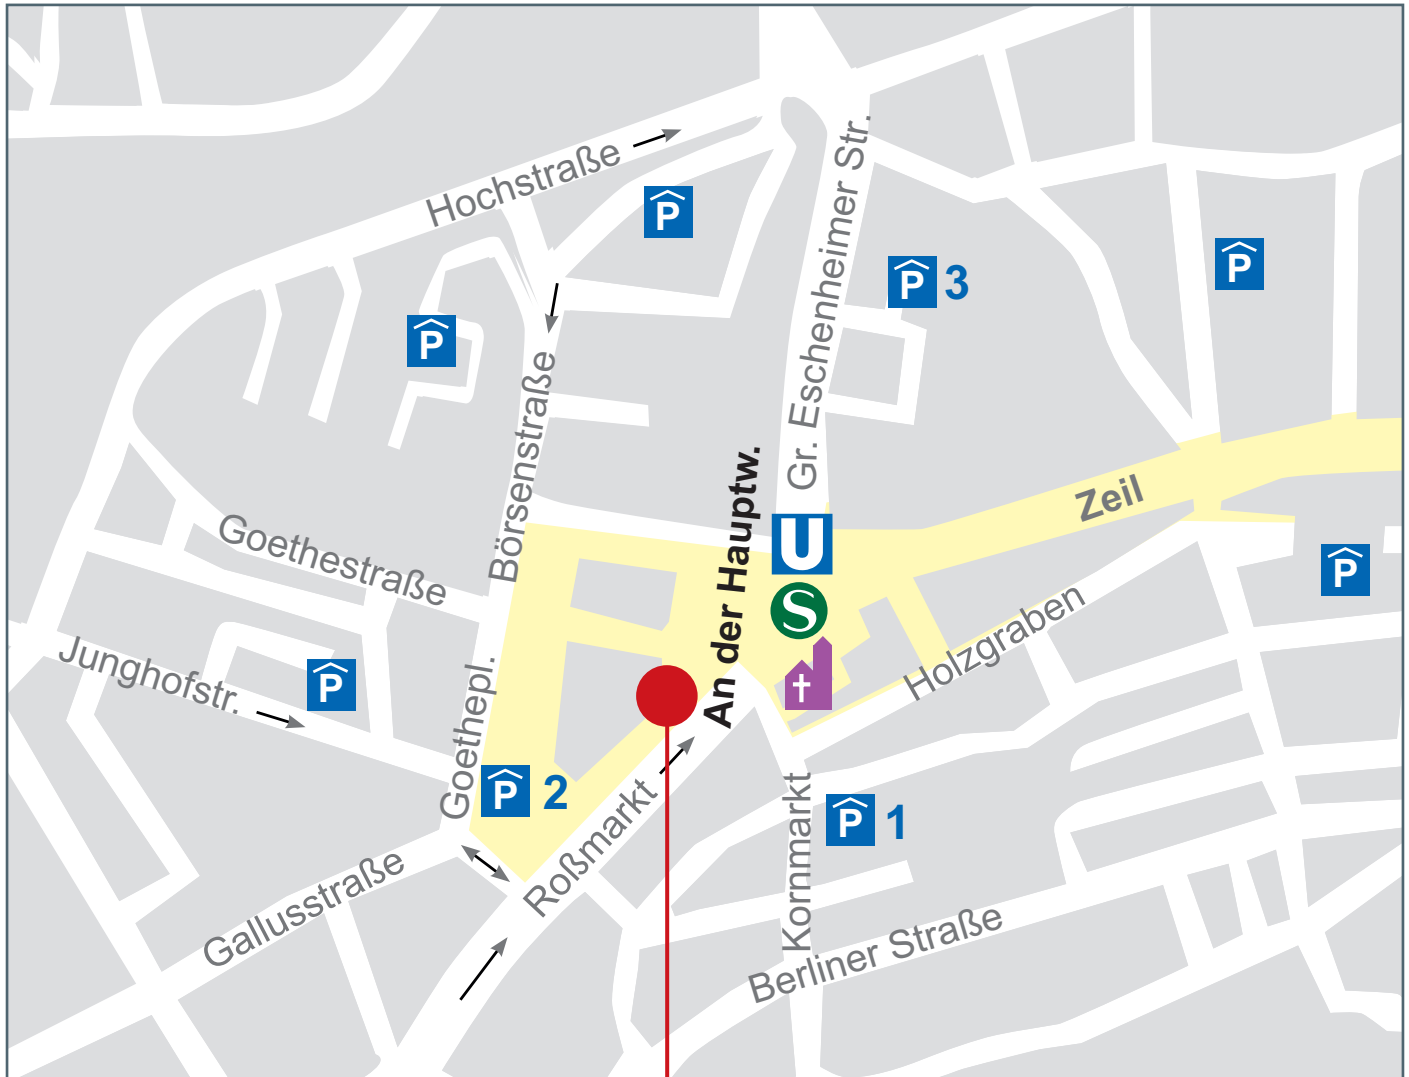 Hochstraße
Gr. Eschenheimer Str.
P
P
P 3
P
Börsenstraße
An der Hauptw.
Zeil
U
S
Goethestraße
P
Junghofstr.
P
Goethepl.
Holzgraben
P 2
Roßmarkt
Kornmarkt
P 1
Gallusstraße
Berliner Straße